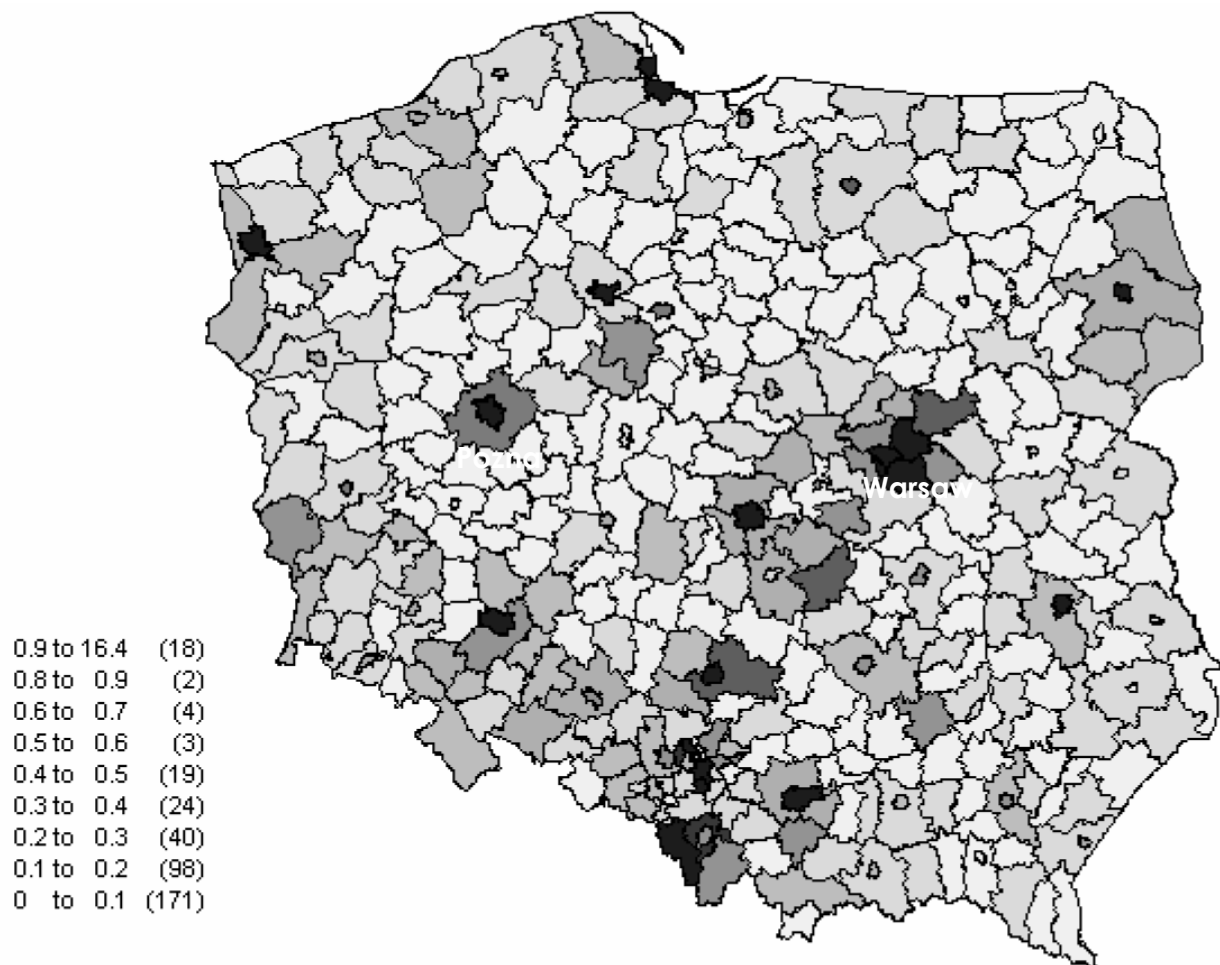 Pozna
Warsaw
0.9 to 16.4 (18)
0.8 to 0.9 (2)
0.6 to 0.7 (4)
0.5 to 0.6 (3)
0.4 to 0.5 (19)
0.3 to 0.4 (24)
0.2 to 0.3 (40)
0.1 to 0.2 (98)
0 to 0.1 (171)